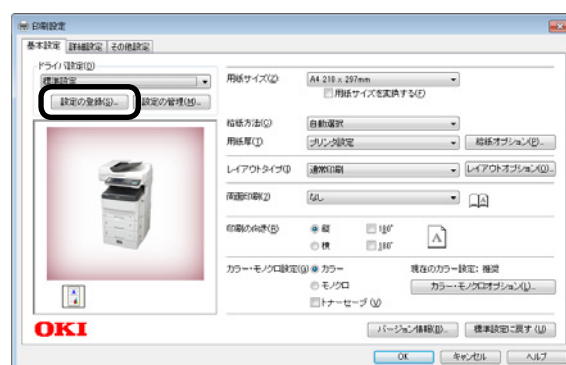 印刷設定
基本設定 詳細設定 その他設定
ドライバ設定(D)
標準設定
設定の登録(S)... 設定の管理(M)...
用紙サイズ(Z) A4 210 x 297mm
用紙サイズを変換する(F)
給紙方法(G) 自動選択
用紙厚(T) プリンタ設定 給紙オプション(P)...
レイアウトタイプ(I) 通常印刷 レイアウトオプション(O)...
両面印刷(2) なし
印刷の向き(R) 縦 180°
横 180°
A
カラー・モノクロ設定(Q) カラー 現在のカラー設定: 推奨
モノクロ カラー・モノクロオプション(L)...
トナーセーブ(V)
OKI
バージョン情報(B)... 標準設定に戻す(U)
OK キャンセル ヘルプ